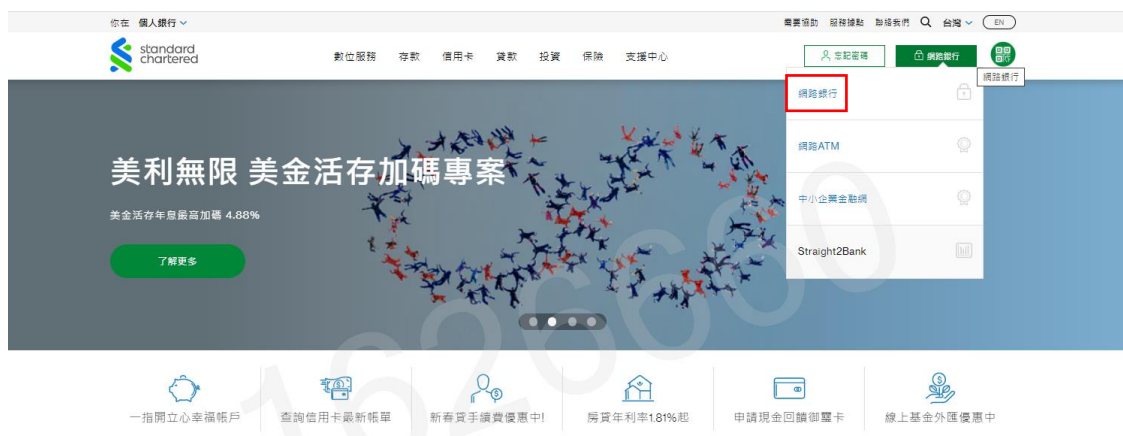 你在 個人銀行
需要協助 服務據點 聯絡我們 台灣 EN
standard
chartered
數位服務 存款 信用卡 貸款 投資 保險 支援中心
忘記密碼
網路銀行
網路銀行
網路銀行
網路ATM
中小企業金融網
Straight2Bank
美利無限 美金活存加碼專案
美金活存年息最高加碼 4.88%
了解更多
1626660
一指開立心幸福帳戶
查詢信用卡最新帳單
新春貸手續費優惠中!
房貸年利率1.81%起
申請現金回饋御璽卡
線上基金外匯優惠中